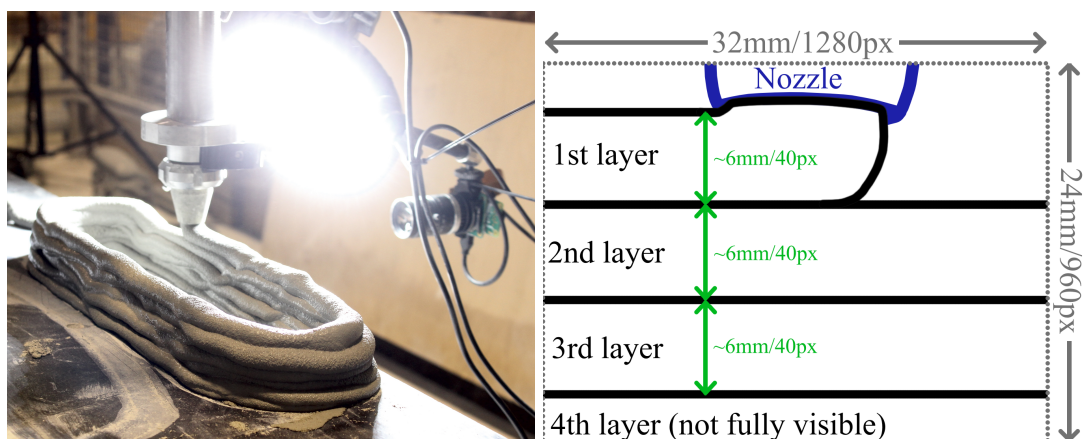 32mm/1280px
Nozzle
1st layer
~6mm/40px
24mm/960px
2nd layer
~6mm/40px
3rd layer
~6mm/40px
4th layer (not fully visible)